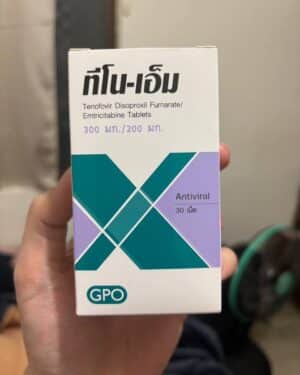 ทีโน-เอ็ม
Tenofovir Disoproxil Fumarate/
Emtricitabine Tablets
300 มก./200 มก.
Antiviral
30 เม็ด
GPO